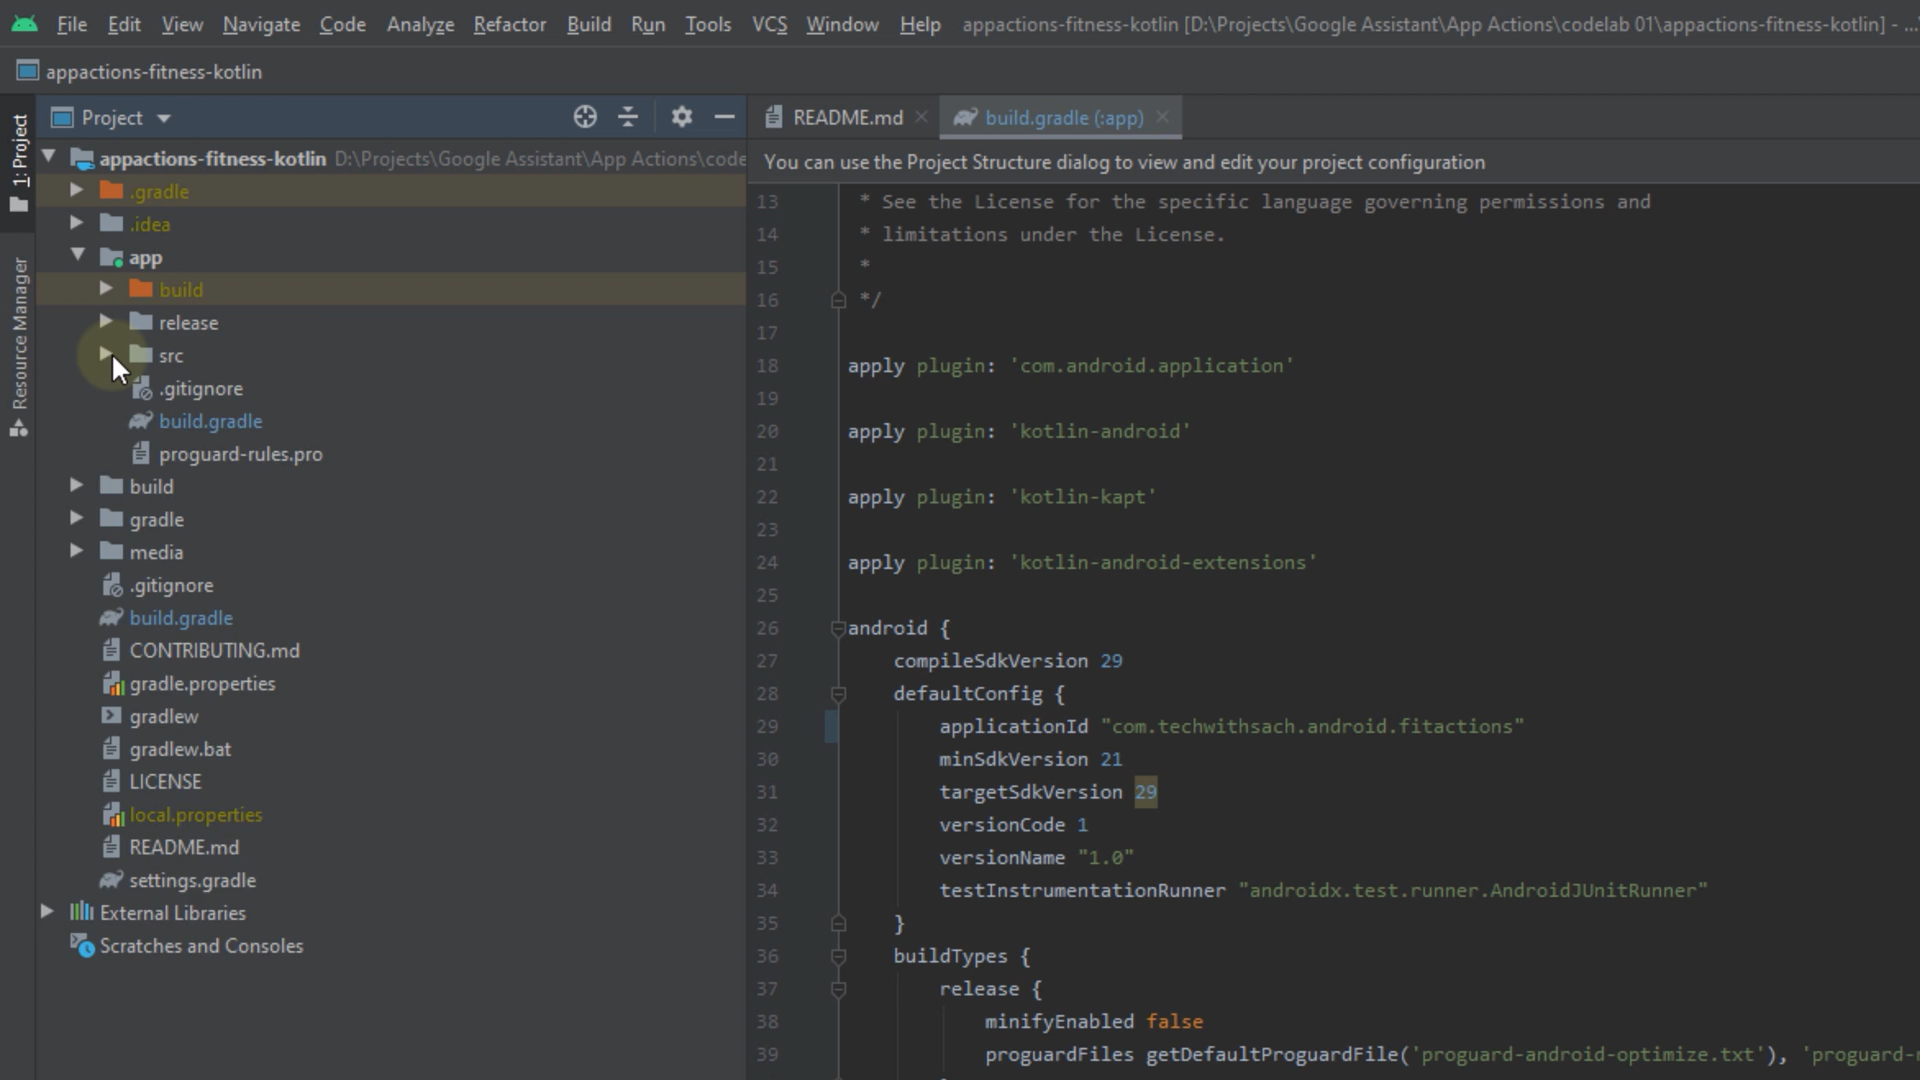 File Edit View Navigate Code Analyze Refactor Build Run Tools VCS Window Help appactions-fitness-kotlin [D:\Projects\Google Assistant\App Actions\codelab 01\appactions-fitness-kotlin] - ...
appactions-fitness-kotlin
1: Project
Resource Manager
Project
appactions-fitness-kotlin D:\Projects\Google Assistant\App Actions\code
.gradle
.idea
app
build
release
src
.gitignore
build.gradle
proguard-rules.pro
build
gradle
media
.gitignore
build.gradle
CONTRIBUTING.md
gradle.properties
gradlew
gradlew.bat
LICENSE
local.properties
README.md
settings.gradle
External Libraries
Scratches and Consoles
README.md build.gradle (:app)
You can use the Project Structure dialog to view and edit your project configuration
13 * See the License for the specific language governing permissions and
14 * limitations under the License.
15 *
16 */
17
18 apply plugin: 'com.android.application'
19
20 apply plugin: 'kotlin-android'
21
22 apply plugin: 'kotlin-kapt'
23
24 apply plugin: 'kotlin-android-extensions'
25
26 android {
27 compileSdkVersion 29
28 defaultConfig {
29 applicationId "com.techwithsach.android.fitactions"
30 minSdkVersion 21
31 targetSdkVersion 29
32 versionCode 1
33 versionName "1.0"
34 testInstrumentationRunner "androidx.test.runner.AndroidJUnitRunner"
35 }
36 buildTypes {
37 release {
38 minifyEnabled false
39 proguardFiles getDefaultProguardFile('proguard-android-optimize.txt'), 'proguard-